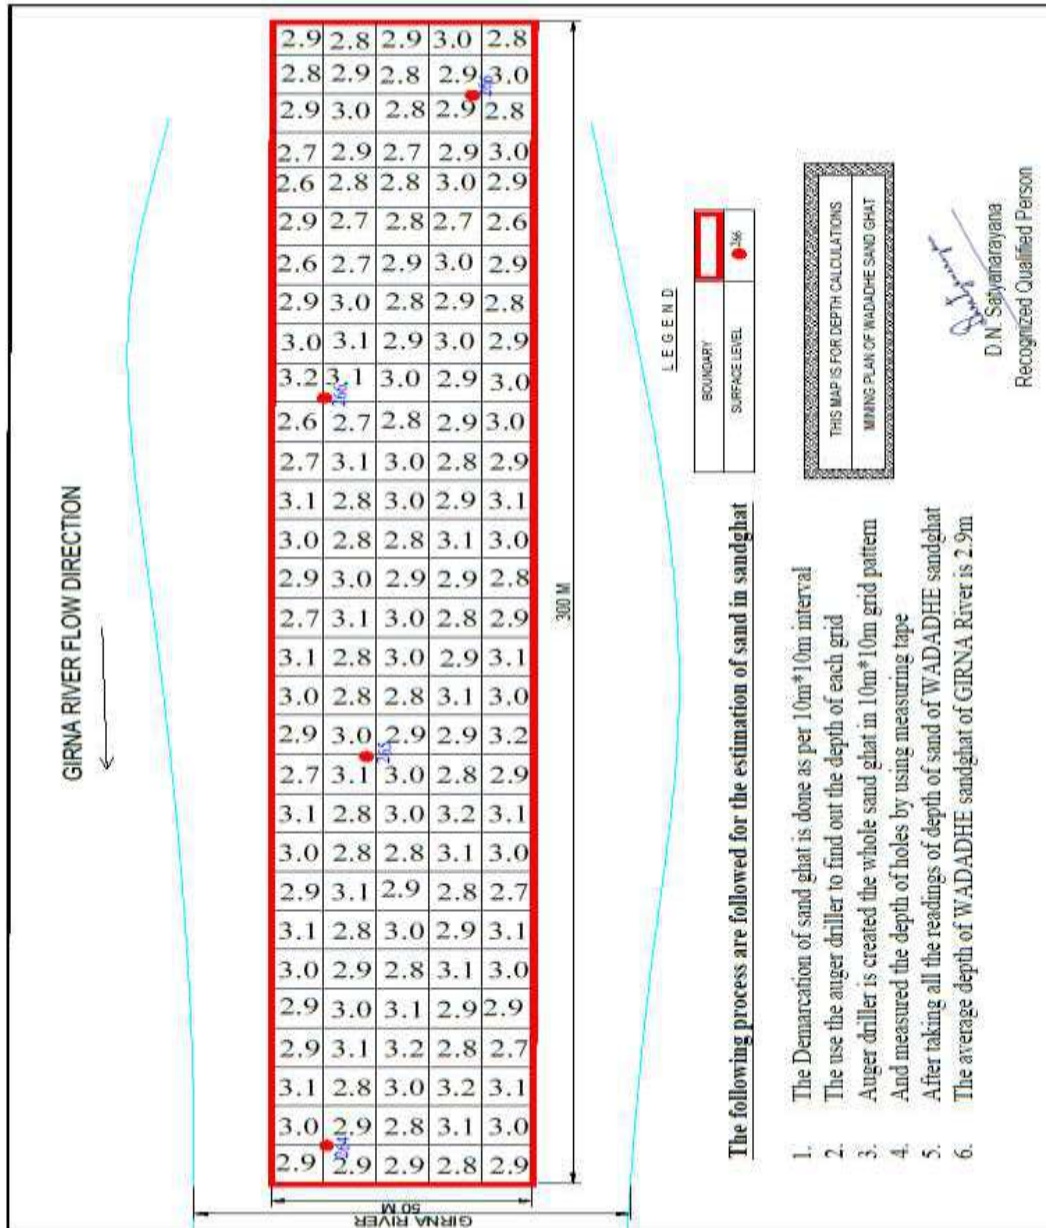 GIRNA RIVER FLOW DIRECTION
2.9 2.8 2.9 3.0 2.8
2.8 2.9 2.8 2.9 3.0
266
2.9 3.0 2.8 2.9 2.8
2.7 2.9 2.7 2.9 3.0
2.6 2.8 2.8 3.0 2.9
2.9 2.7 2.8 2.7 2.6
2.6 2.7 2.9 3.0 2.9
2.9 3.0 2.8 2.9 2.8
3.0 3.1 2.9 3.0 2.9
3.2 3.1 3.0 2.9 3.0
266
2.6 2.7 2.8 2.9 3.0
2.7 3.1 3.0 2.8 2.9
3.1 2.8 3.0 2.9 3.1
3.0 2.8 2.8 3.1 3.0
2.9 3.0 2.9 2.9 2.8
2.7 3.1 3.0 2.8 2.9
3.1 2.8 3.0 2.9 3.1
3.0 2.8 2.8 3.1 3.0
2.9 3.0 2.9 2.9 3.2
265
2.7 3.1 3.0 2.8 2.9
3.1 2.8 3.0 3.2 3.1
3.0 2.8 2.8 3.1 3.0
2.9 3.1 2.9 2.8 2.7
3.1 2.8 3.0 2.9 3.1
3.0 2.9 2.8 3.1 3.0
2.9 3.0 3.1 2.9 2.9
2.9 3.1 3.2 2.8 2.7
3.1 2.8 3.0 3.2 3.1
3.0 2.9 2.8 3.1 3.0
264
2.9 2.9 2.9 2.8 2.9
50 M
GIRNA RIVER
300 M
LEGEND
BOUNDARY
SURFACE LEVEL
266
THIS MAP IS FOR DEPTH CALCULATIONS
MINING PLAN OF WADADHE SAND GHAT
D.N. Satyanarayana
Recognized Qualified Person
The following process are followed for the estimation of sand in sandghat
1. The Demarcation of sand ghat is done as per 10m*10m interval
2. The use the auger driller to find out the depth of each grid
3. Auger driller is created the whole sand ghat in 10m*10m grid pattern
4. And measured the depth of holes by using measuring tape
5. After taking all the readings of depth of sand of WADADHE sandghat
6. The average depth of WADADHE sandghat of GIRNA River is 2.9m